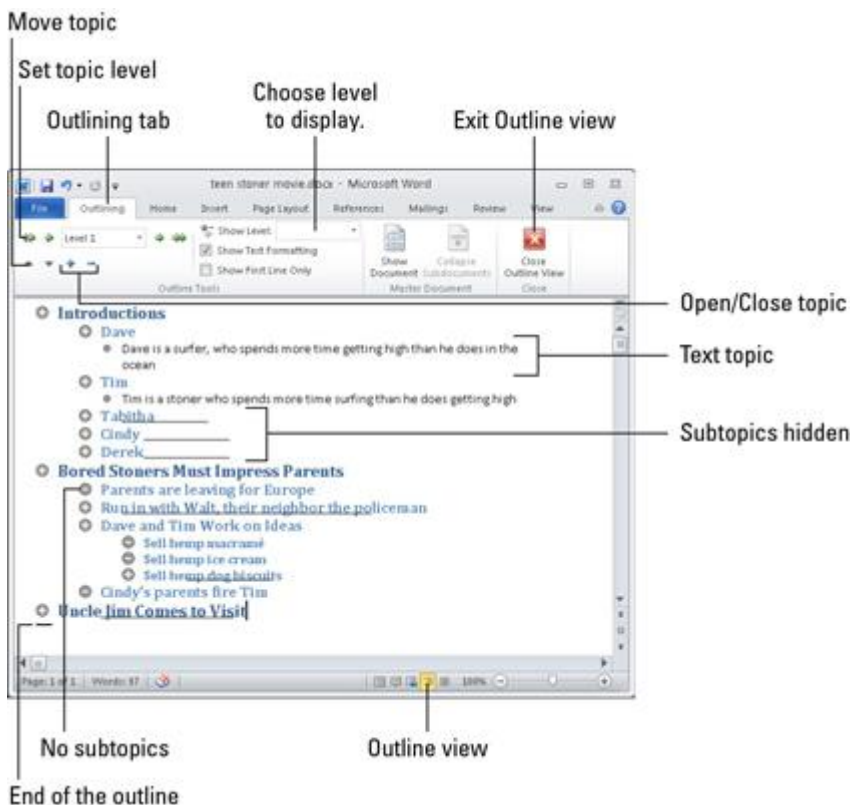 Move topic
Set topic level
Outlining tab
Choose level
to display.
Exit Outline view
teen stoner movie.docx - Microsoft Word
File Outlining Home Insert Page Layout References Mailings Review View
Level 1
Show Level:
Show Text Formatting
Show First Line Only
Outline Tools
Show
Document
Collapse
Subdocuments
Master Document
Close
Outline View
Close
Open/Close topic
Text topic
Subtopics hidden
Introductions
Dave
Dave is a surfer, who spends more time getting high than he does in the
ocean
Tim
Tim is a stoner who spends more time surfing than he does getting high
Tabitha
Cindy
Derek
Bored Stoners Must Impress Parents
Parents are leaving for Europe
Run in with Walt, their neighbor the policeman
Dave and Tim Work on Ideas
Sell hemp macramé
Sell hemp ice cream
Sell hemp dog biscuits
Cindy's parents fire Tim
Uncle Jim Comes to Visit
Page: 1 of 1 Words: 97
100%
No subtopics
Outline view
End of the outline